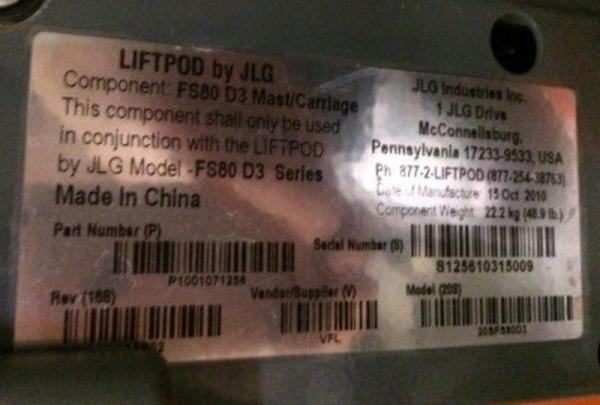 LIFTPOD by JLG
Component: FS80 D3 Mast/Carriage
This component shall only be used
in conjunction with the LIFTPOD
by JLG Model -FS80 D3 Series
Made In China
JLG Industries Inc.
1 JLG Drive
McConnellsburg,
Pennsylvania 17233-9533, USA
Ph: 877-2-LIFTPOD (877-254-3876 3)
Date of Manufacture 15 Oct 2010
Component Weight 22.2 kg (48.9 lb.)
Part Number (P)
P1001071256
Serial Number (S)
S125610315009
Rev (168)
Vendor/Supplier (V)
VFL
Model (20S)
20SFS80D3